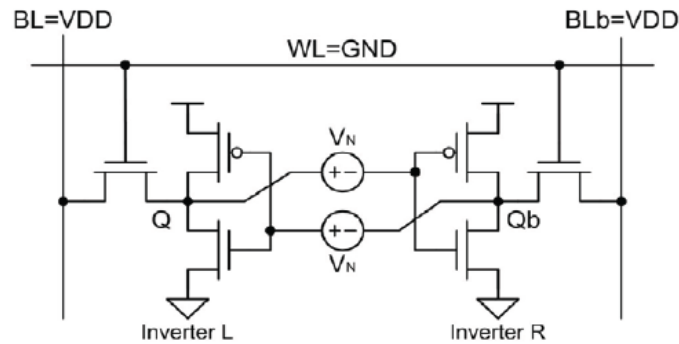 BL=VDD
BLb=VDD
WL=GND
VN
+-
Q
Qb
+-
VN
Inverter L
Inverter R